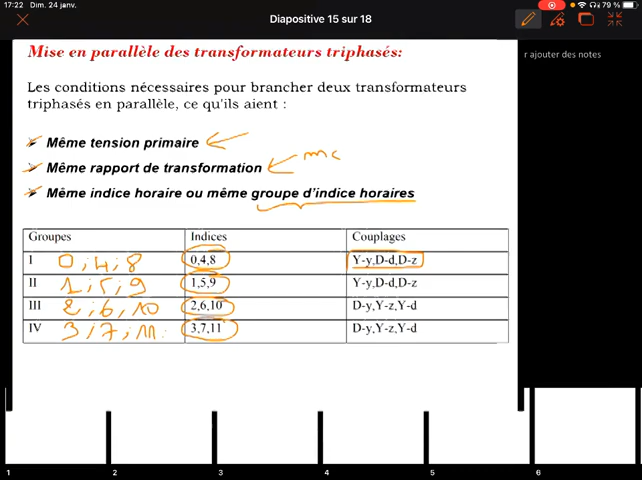 17:22 Dim. 24 janv.
79 %
Diapositive 15 sur 18
r ajouter des notes
Mise en parallèle des transformateurs triphasés:
Les conditions nécessaires pour brancher deux transformateurs
triphasés en parallèle, ce qu'ils aient :
Même tension primaire
Même rapport de transformation
mc
Même indice horaire ou même groupe d'indice horaires
Groupes Indices Couplages
I 0;4;8 0,4,8 Y-y,D-d,D-z
II 1;5;9 1,5,9 Y-y,D-d,D-z
III 2;6,10 2,6,10 D-y,Y-z,Y-d
IV 3;7;11. 3,7,11 D-y,Y-z,Y-d
1 2 3 4 5 6